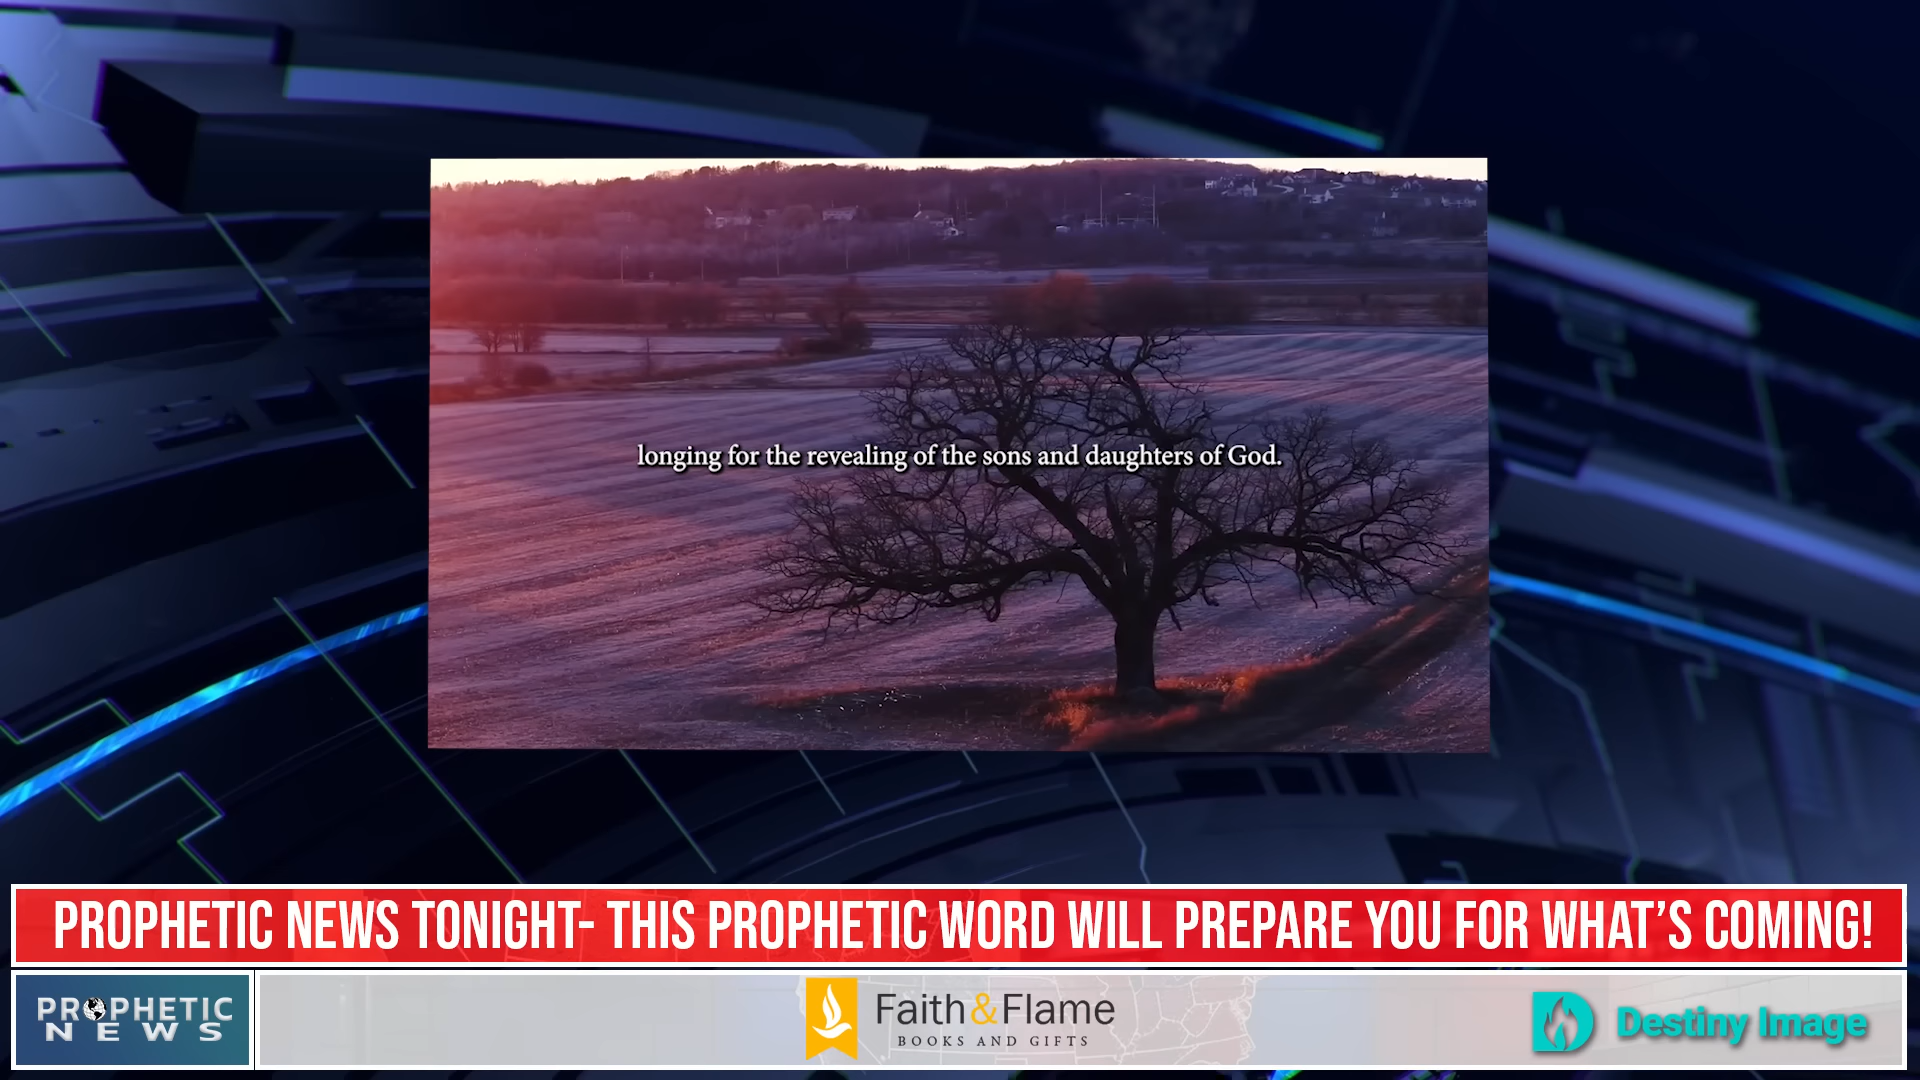 longing for the revealing of the sons and daughters of God.
PROPHETIC NEWS TONIGHT- THIS PROPHETIC WORD WILL PREPARE YOU FOR WHAT’S COMING!
PROPHETIC
NEWS
Faith&Flame
BOOKS AND GIFTS
Destiny Image